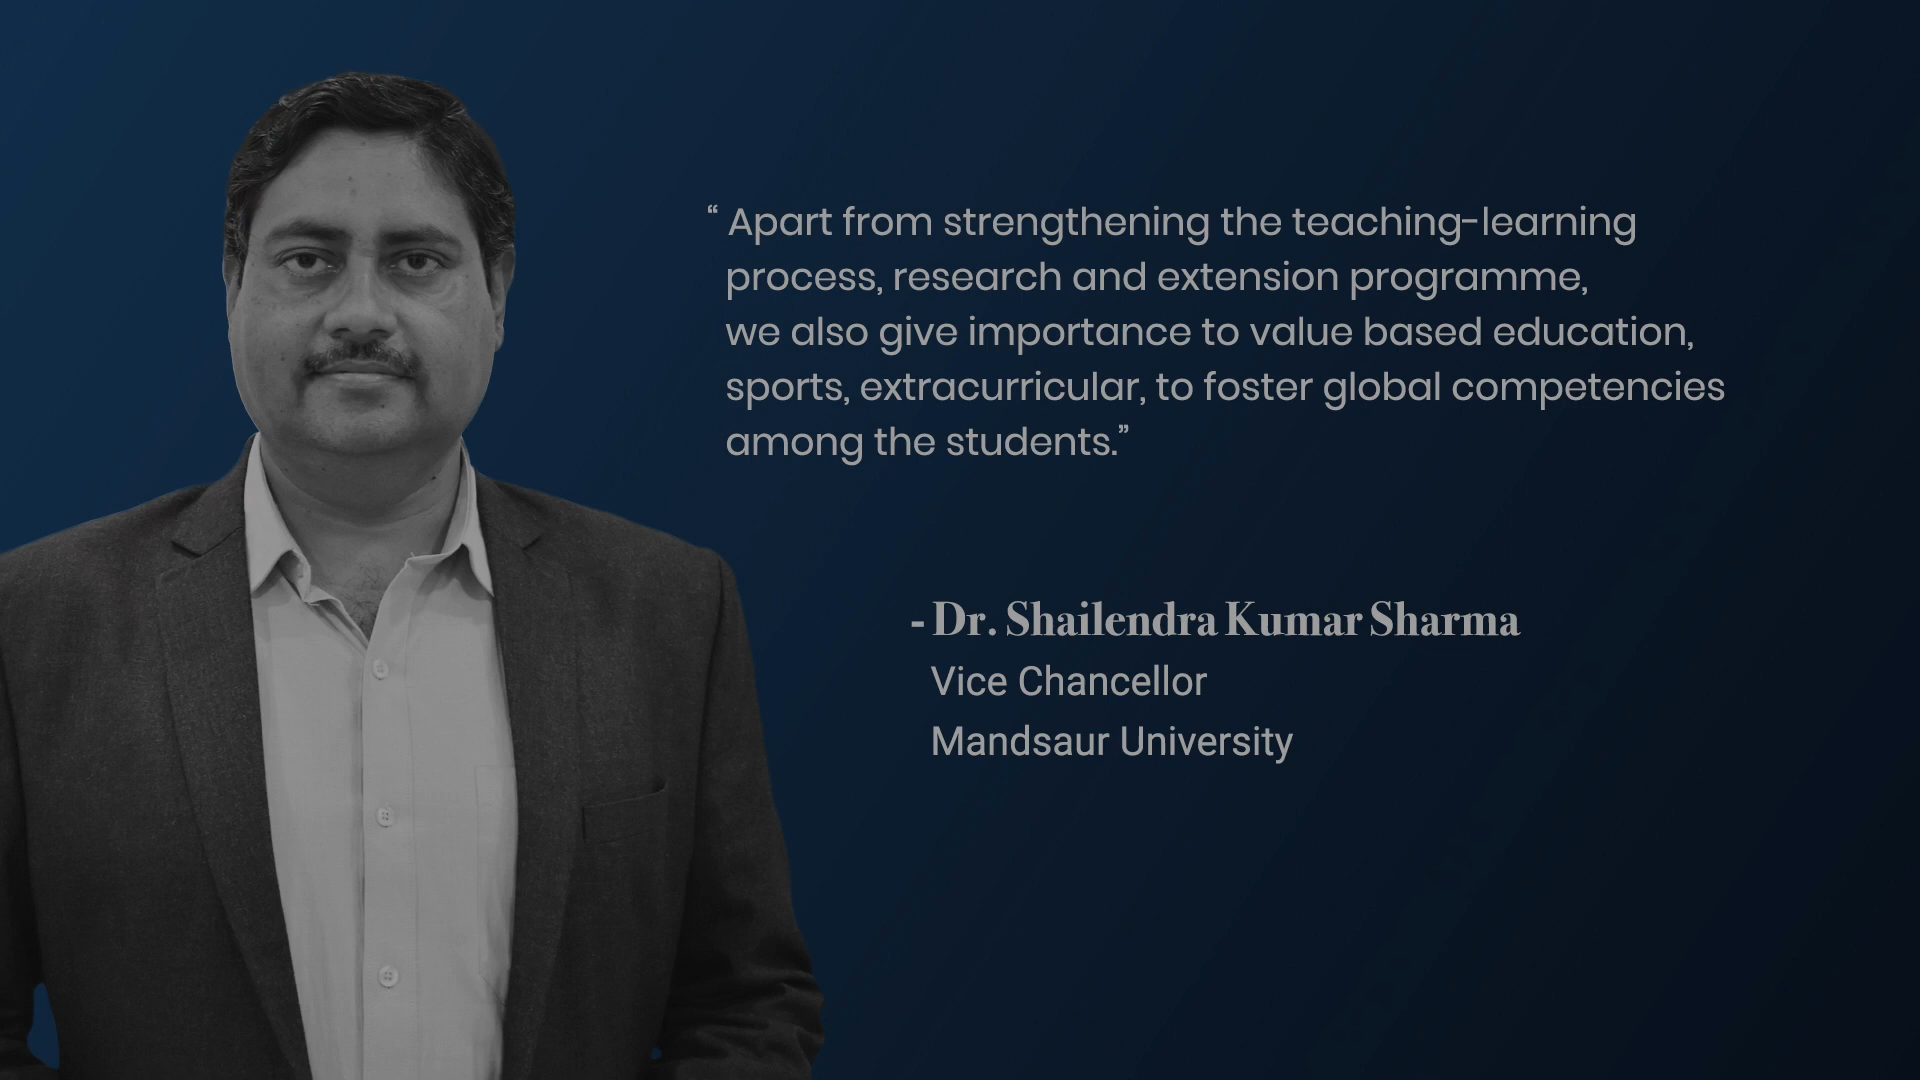 “ Apart from strengthening the teaching-learning
process, research and extension programme,
we also give importance to value based education,
sports, extracurricular, to foster global competencies
among the students.”
- Dr. Shailendra Kumar Sharma
Vice Chancellor
Mandsaur University